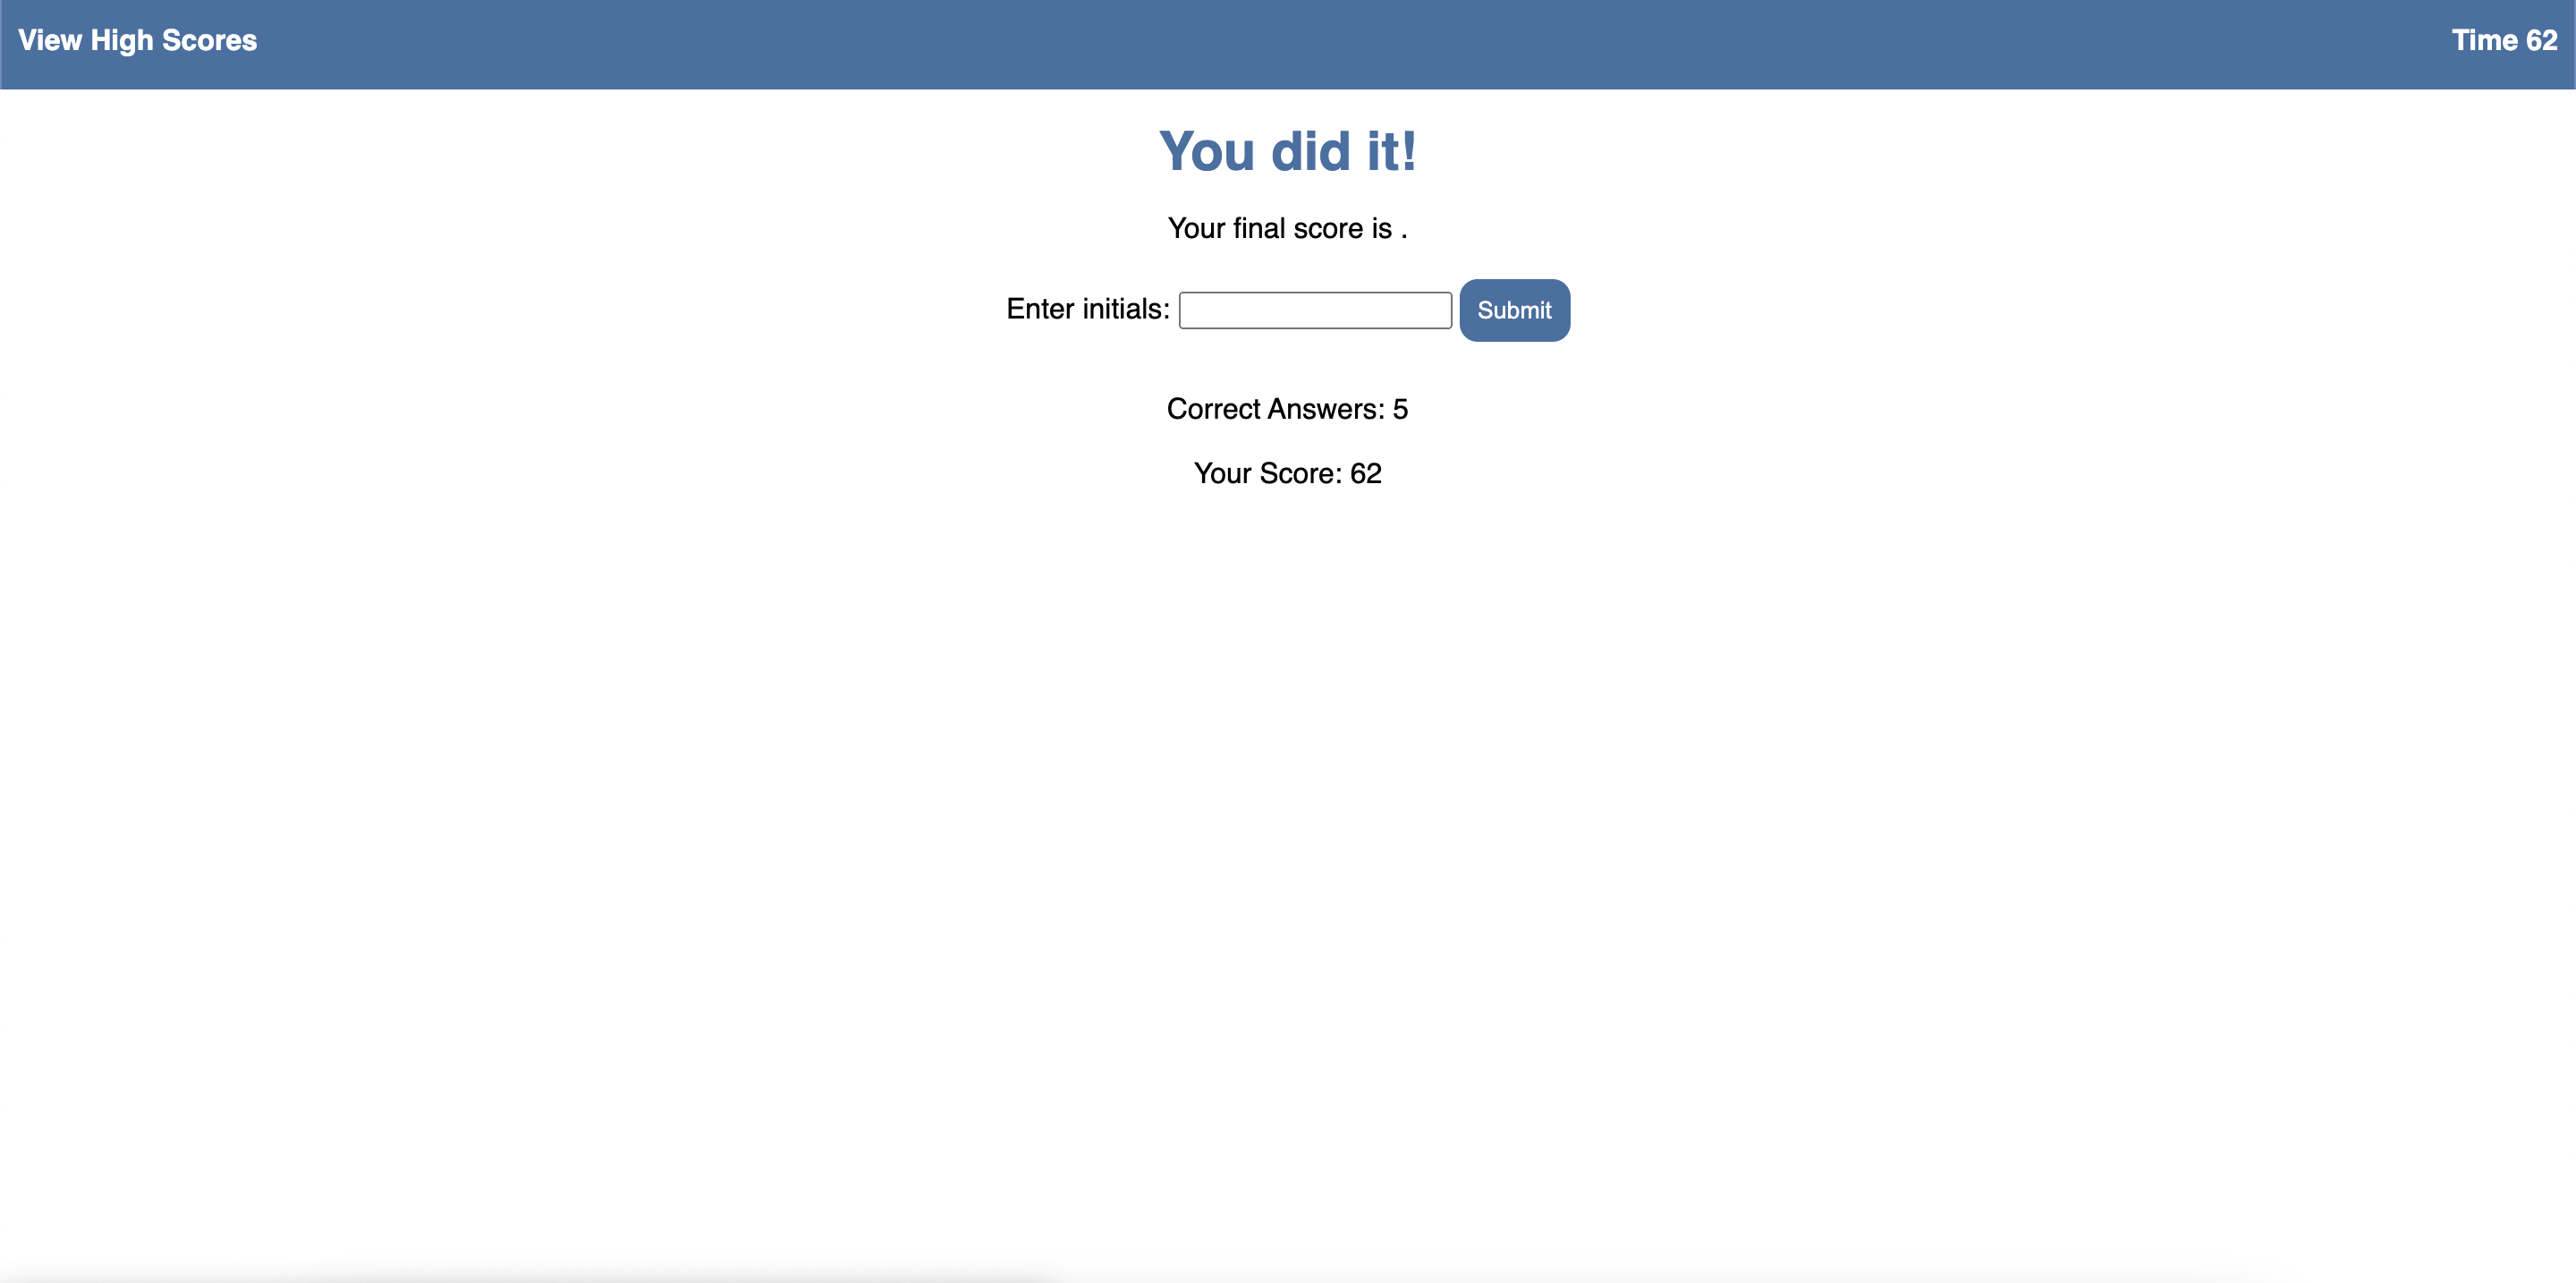 View High Scores
Time 62
You did it!
Your final score is .
Enter initials:
Submit
Correct Answers: 5
Your Score: 62